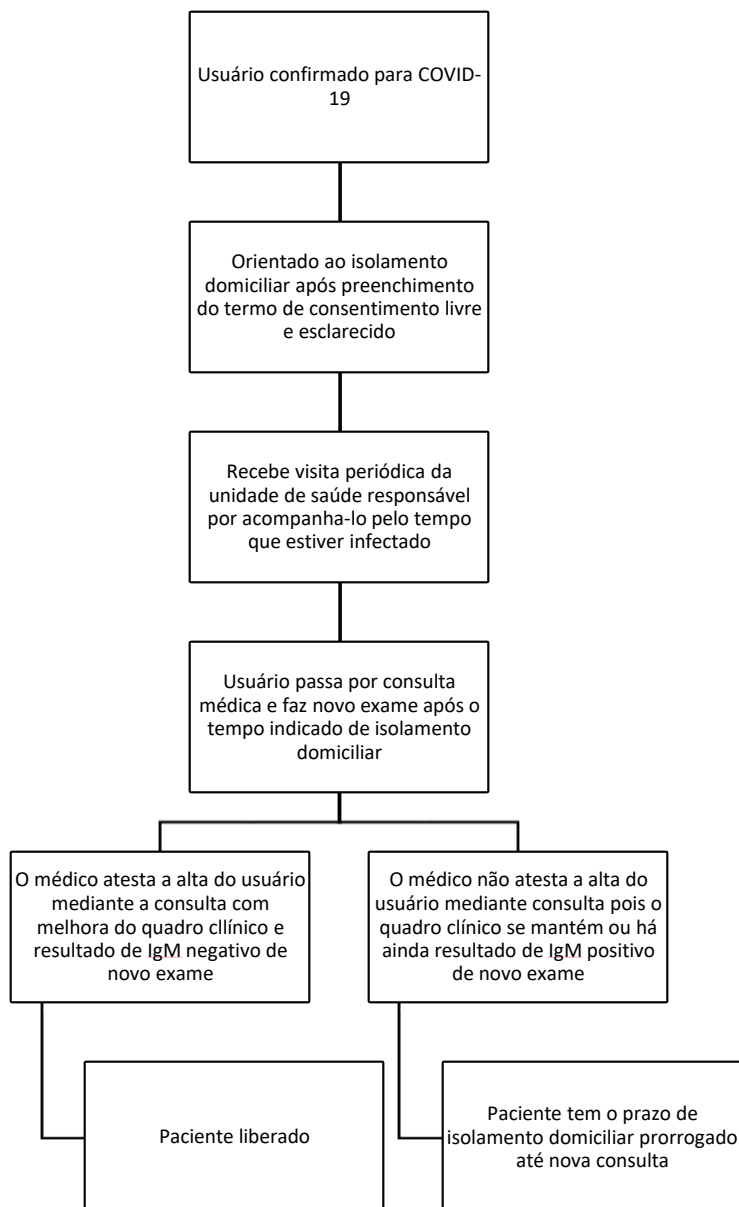 Usuário confirmado para COVID-
19
Orientado ao isolamento
domiciliar após preenchimento
do termo de consentimento livre
e esclarecido
Recebe visita periódica da
unidade de saúde responsável
por acompanha-lo pelo tempo
que estiver infectado
Usuário passa por consulta
médica e faz novo exame após o
tempo indicado de isolamento
domiciliar
O médico atesta a alta do usuário
mediante a consulta com
melhora do quadro cllínico e
resultado de IgM negativo de
novo exame
O médico não atesta a alta do
usuário mediante consulta pois o
quadro clínico se mantém ou há
ainda resultado de IgM positivo
de novo exame
Paciente liberado
Paciente tem o prazo de
isolamento domiciliar prorrogado
até nova consulta